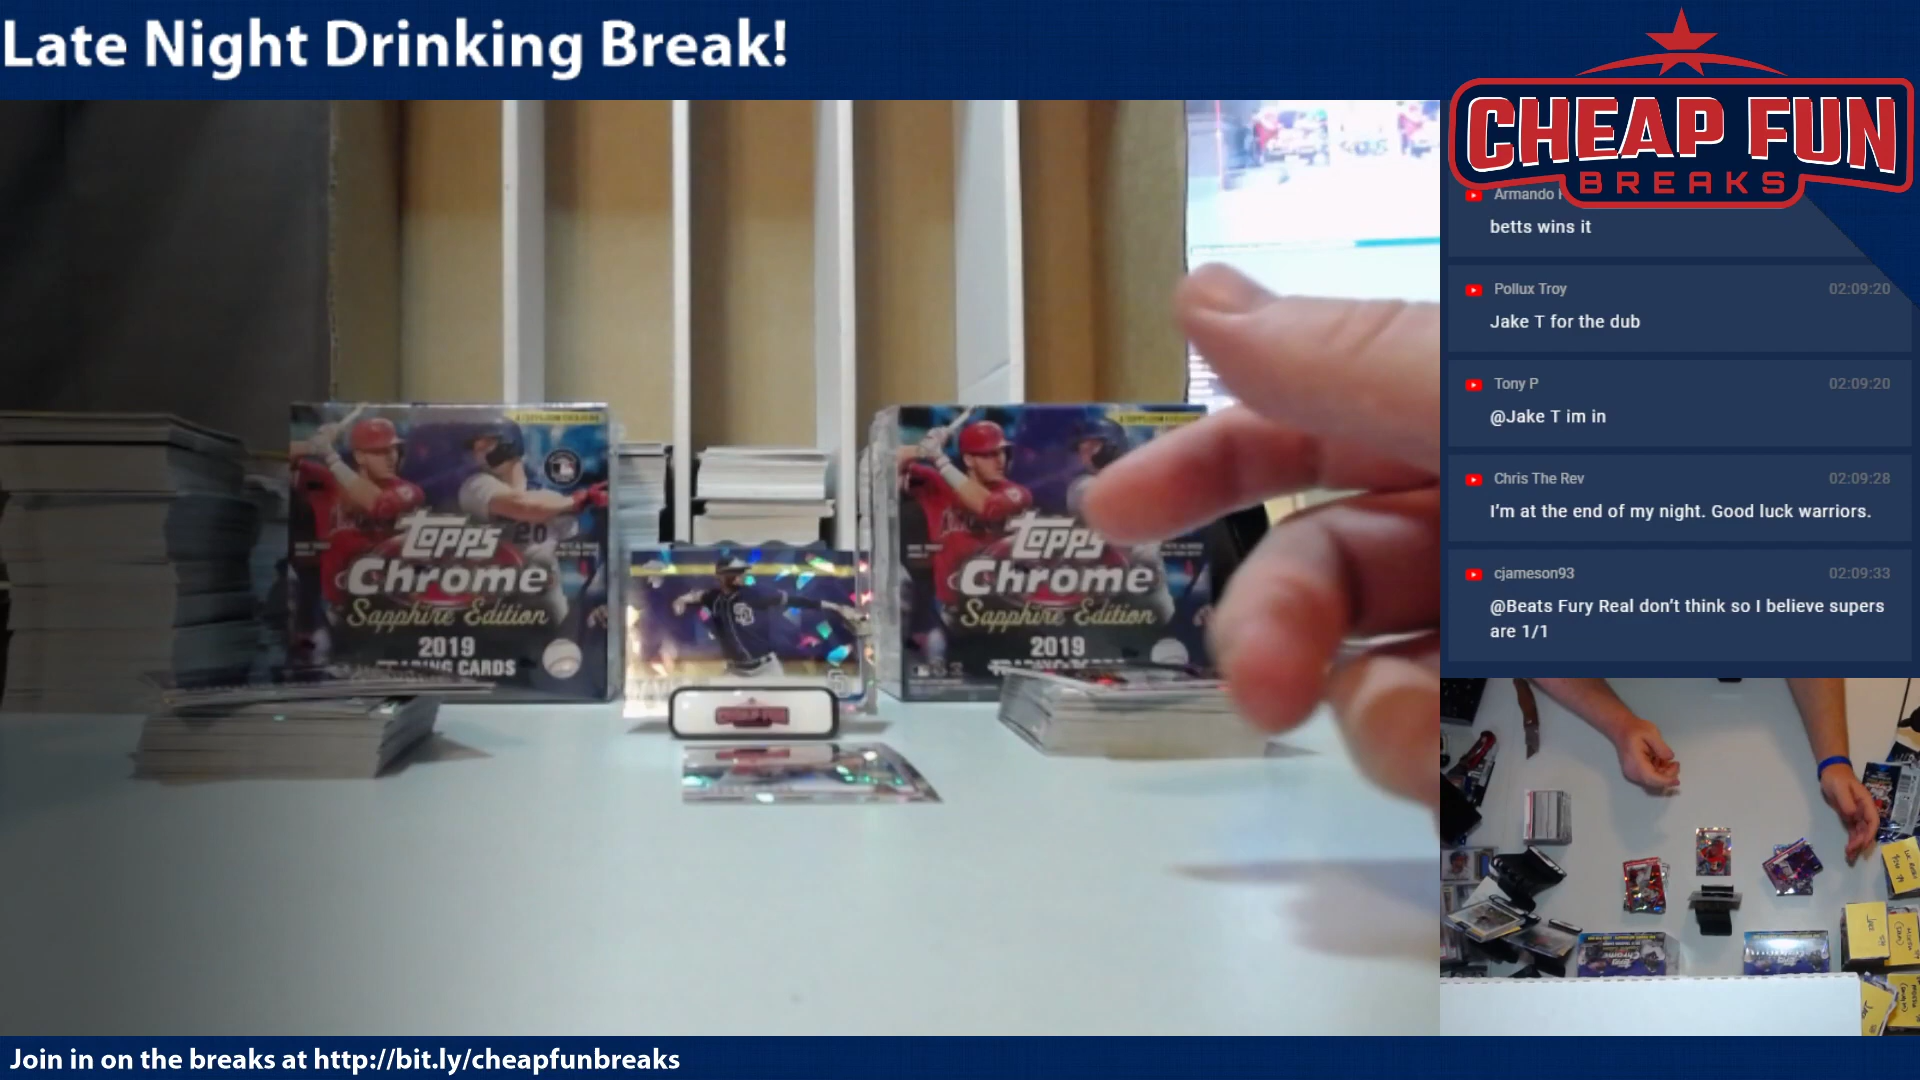 Late Night Drinking Break!
CHEAP FUN
BREAKS
Armando
betts wins it
Pollux Troy 02:09:20
Jake T for the dub
Tony P 02:09:20
@Jake T im in
Chris The Rev 02:09:28
I'm at the end of my night. Good luck warriors.
cjameson93 02:09:33
@Beats Fury Real don't think so I believe supers
are 1/1
Topps
Chrome
Sapphire Edition
2019
TRADING CARDS
Topps
Chrome
Sapphire Edition
2019
CHEAP FUN
Join in on the breaks at http://bit.ly/cheapfunbreaks